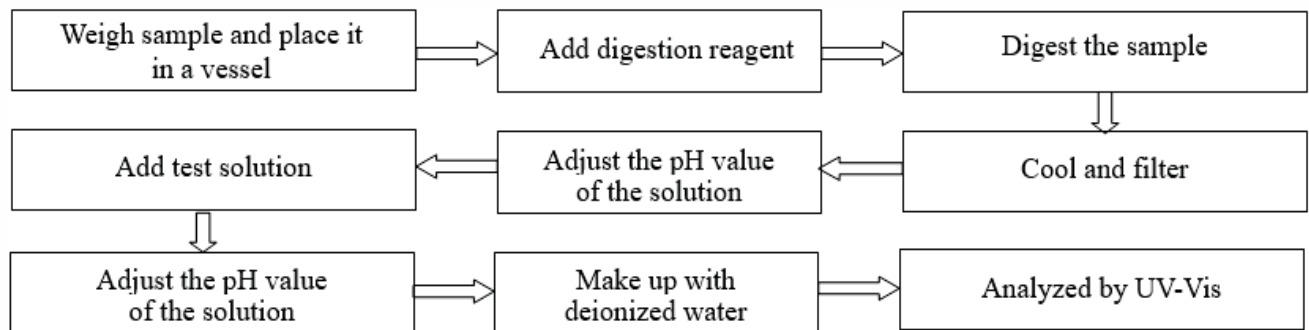 Weigh sample and place it
in a vessel
Add digestion reagent
Digest the sample
Cool and filter
Adjust the pH value
of the solution
Add test solution
Adjust the pH value
of the solution
Make up with
deionized water
Analyzed by UV-Vis